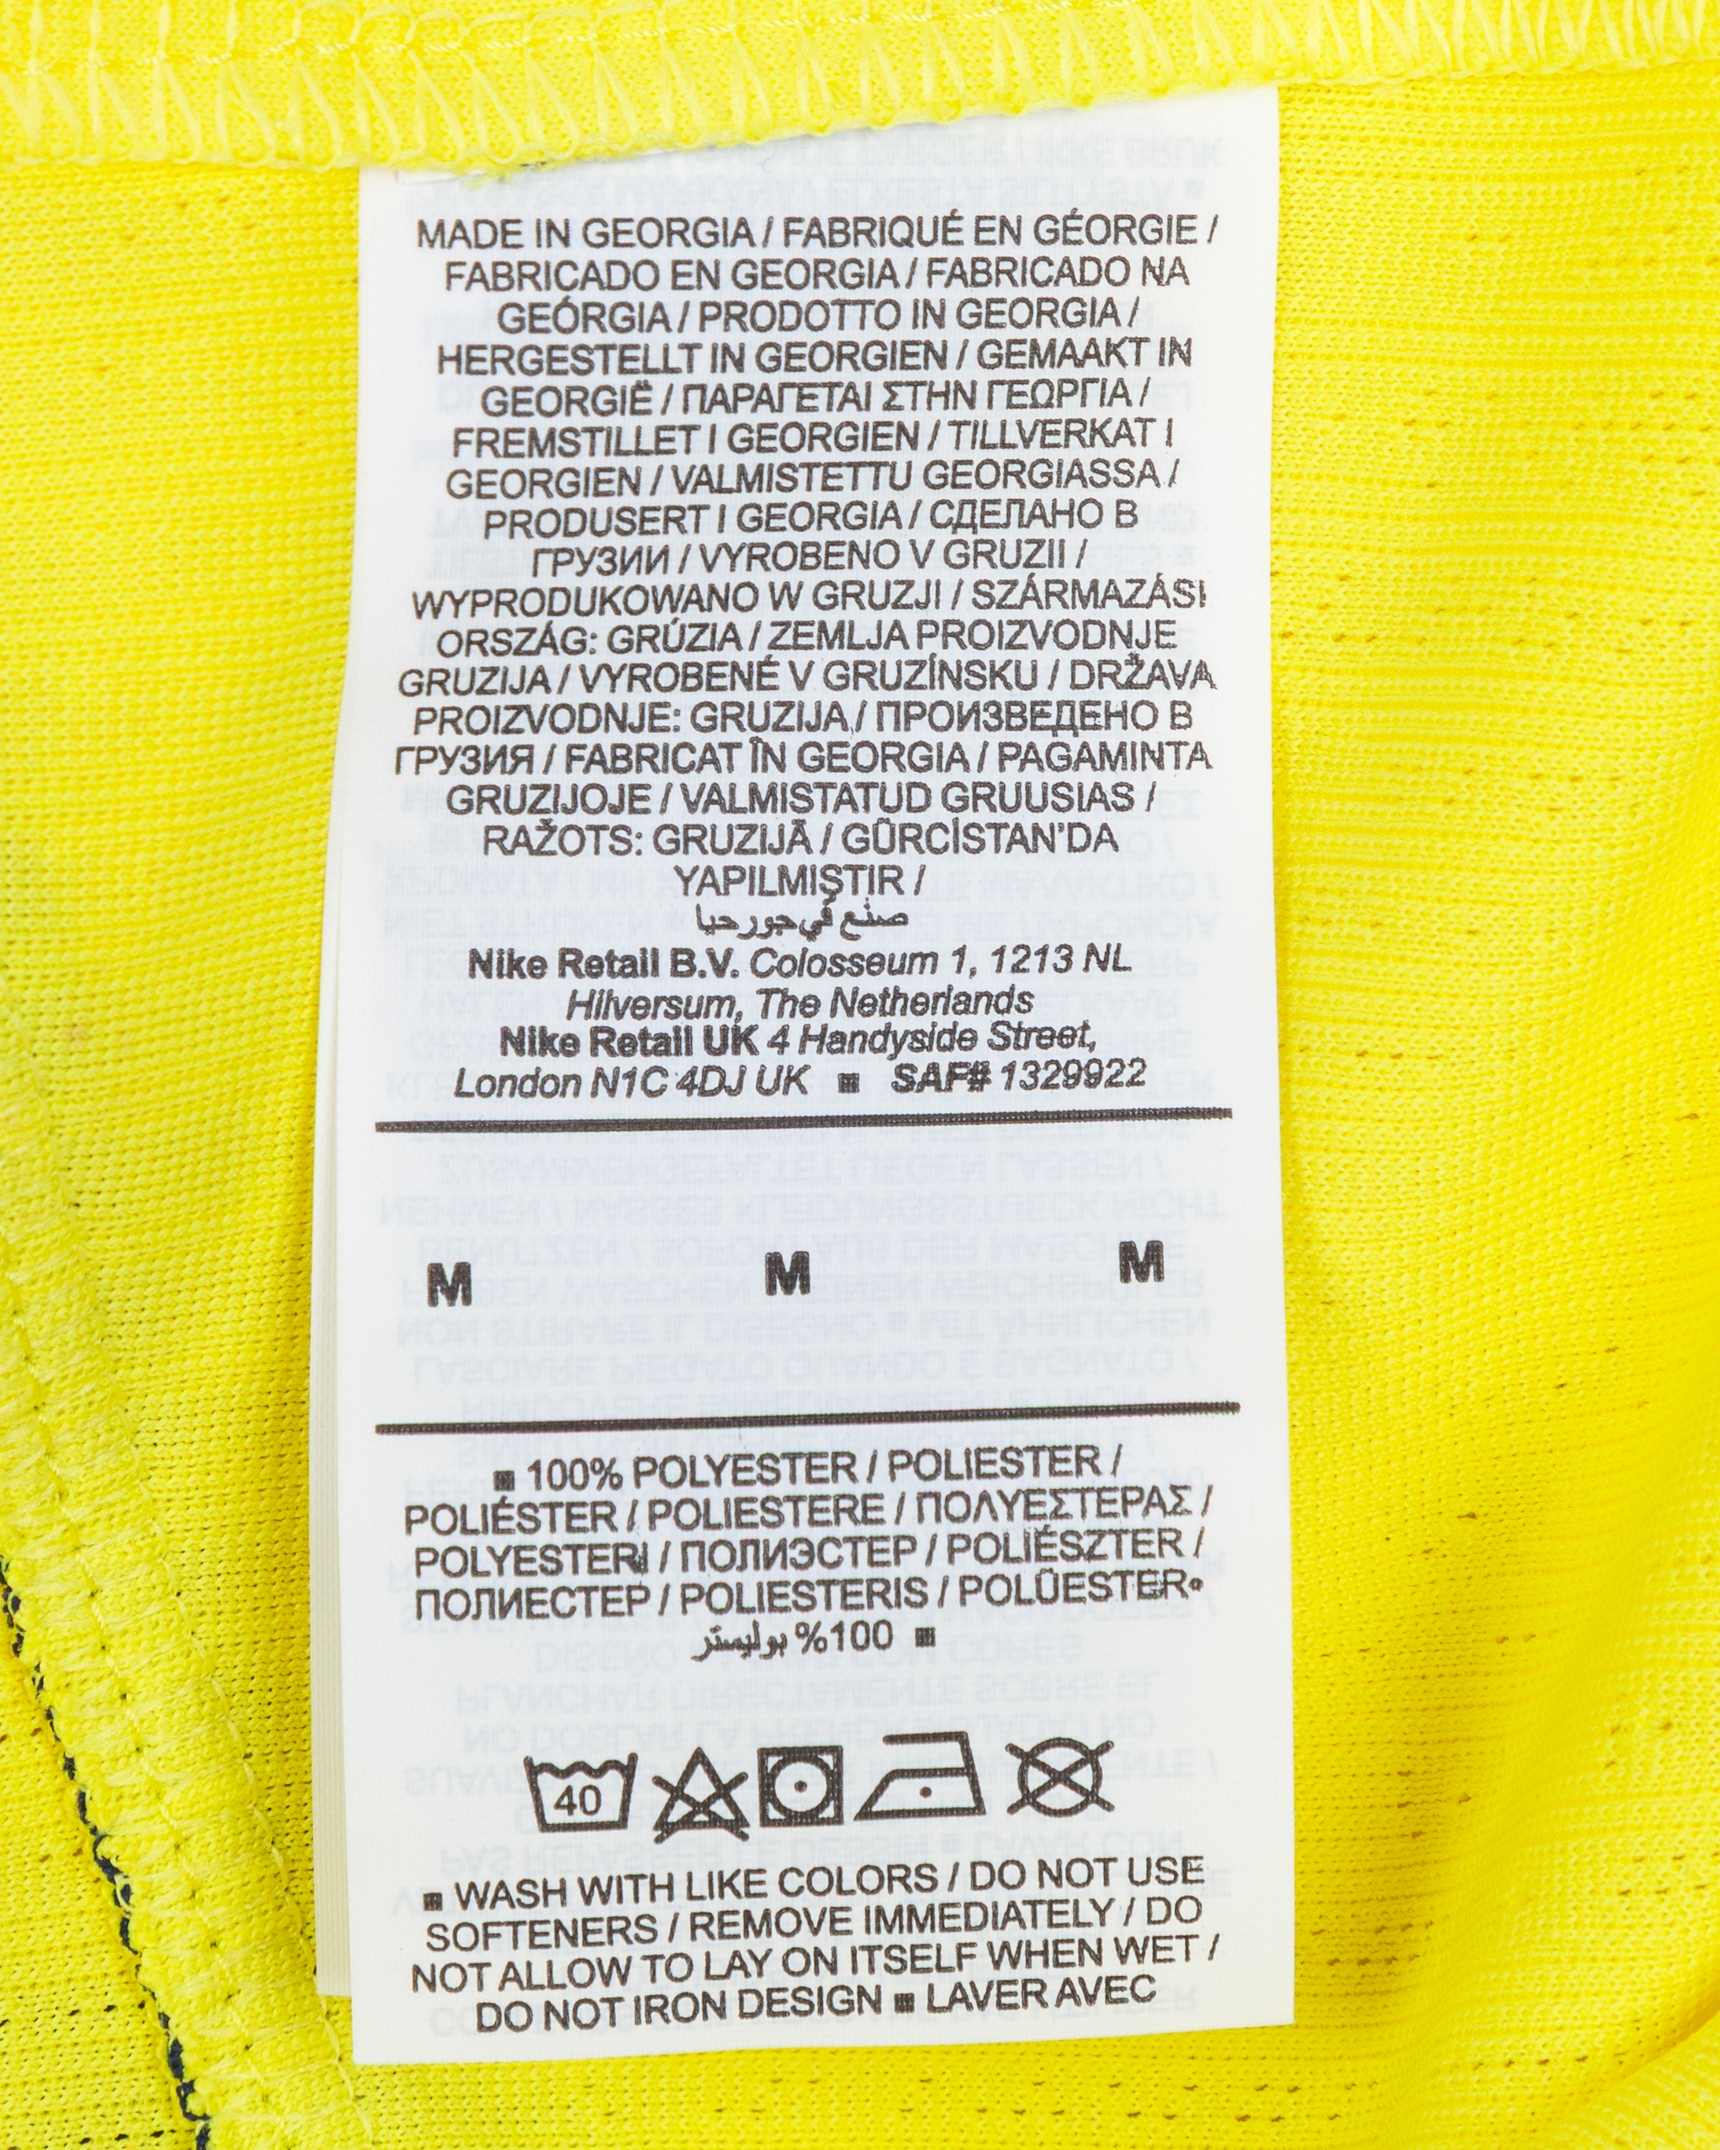 MADE IN GEORGIA / FABRIQUÉ EN GÉORGIE /
FABRICADO EN GEORGIA / FABRICADO NA
GEÓRGIA / PRODOTTO IN GEORGIA /
HERGESTELLT IN GEORGIEN / GEMAAKT IN
GEORGIË / ΠΑΡΑΓΕΤΑΙ ΣΤΗΝ ΓΕΩΡΓΙΑ /
FREMSTILLET I GEORGIEN / TILLVERKAT I
GEORGIEN / VALMISTETTU GEORGIASSA /
PRODUSERT I GEORGIA / СДЕЛАНО В
ГРУЗИИ / VYROBENO V GRUZII /
WYPRODUKOWANO W GRUZJI / SZÁRMAZÁSI
ORSZÁG: GRÚZIA / ZEMLJA PROIZVODNJE
GRUZIJA / VYROBENÉ V GRUZÍNSKU / DRŽAVA
PROIZVODNJE: GRUZIJA / ПРОИЗВЕДЕНО В
ГРУЗИЯ / FABRICAT ÎN GEORGIA / PAGAMINTA
GRUZIJOJE / VALMISTATUD GRUUSIAS /
RAŽOTS: GRUZIJĀ / GÜRCİSTAN'DA
YAPILMIŞTIR /
صنع في جورجيا
Nike Retail B.V. Colosseum 1, 1213 NL
Hilversum, The Netherlands
Nike Retail UK 4 Handyside Street,
London N1C 4DJ UK ■ SAF# 1329922
M M M
■ 100% POLYESTER / POLIESTER /
POLIÉSTER / POLIESTERE / ΠΟΛΥΕΣΤΕΡΑΣ /
POLYESTERI / ПОЛИЭСТЕР / POLIÉSZTER /
ПОЛИЕСТЕР / POLIESTERIS / POLÜESTER•
■ 100% بوليستر
40
■ WASH WITH LIKE COLORS / DO NOT USE
SOFTENERS / REMOVE IMMEDIATELY / DO
NOT ALLOW TO LAY ON ITSELF WHEN WET /
DO NOT IRON DESIGN ■ LAVER AVEC